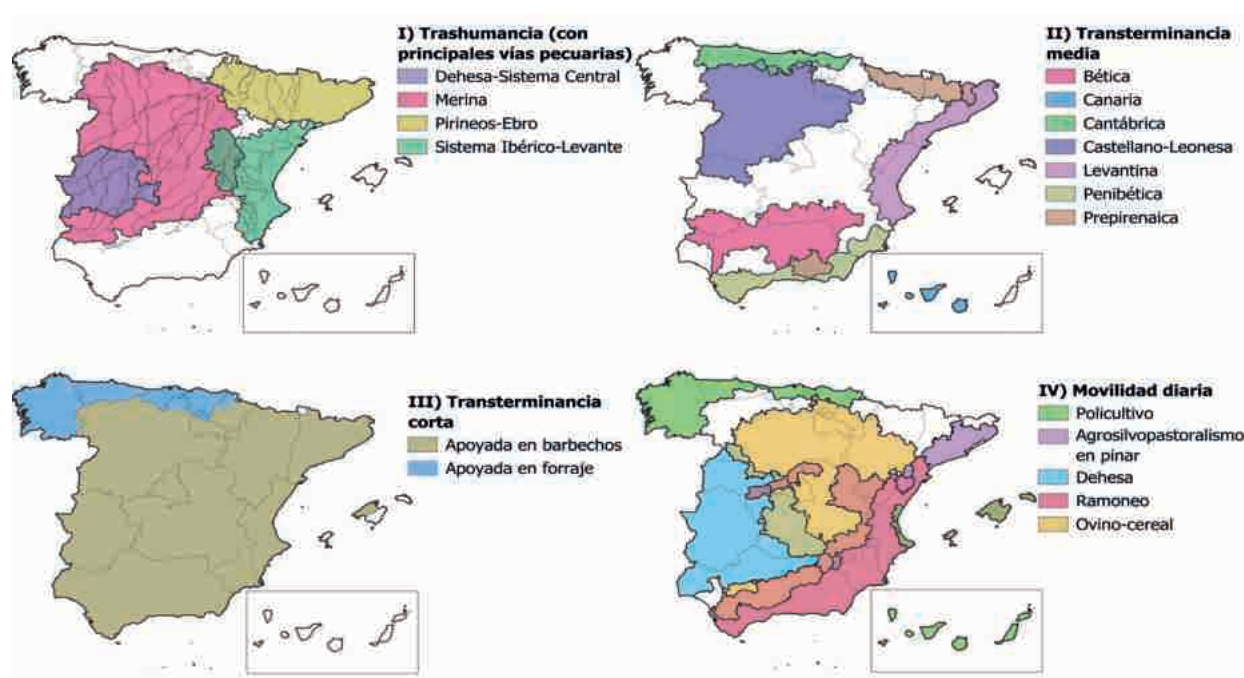 I) Trashumancia (con
principales vías pecuarias)
Dehesa-Sistema Central
Merina
Pirineos-Ebro
Sistema Ibérico-Levante
II) Transterminancia
media
Bética
Canaria
Cantábrica
Castellano-Leonesa
Levantina
Penibética
Prepirenaica
III) Transterminancia
corta
Apoyada en barbechos
Apoyada en forraje
IV) Movilidad diaria
Policultivo
Agrosilvopastoralismo
en pinar
Dehesa
Ramoneo
Ovino-cereal